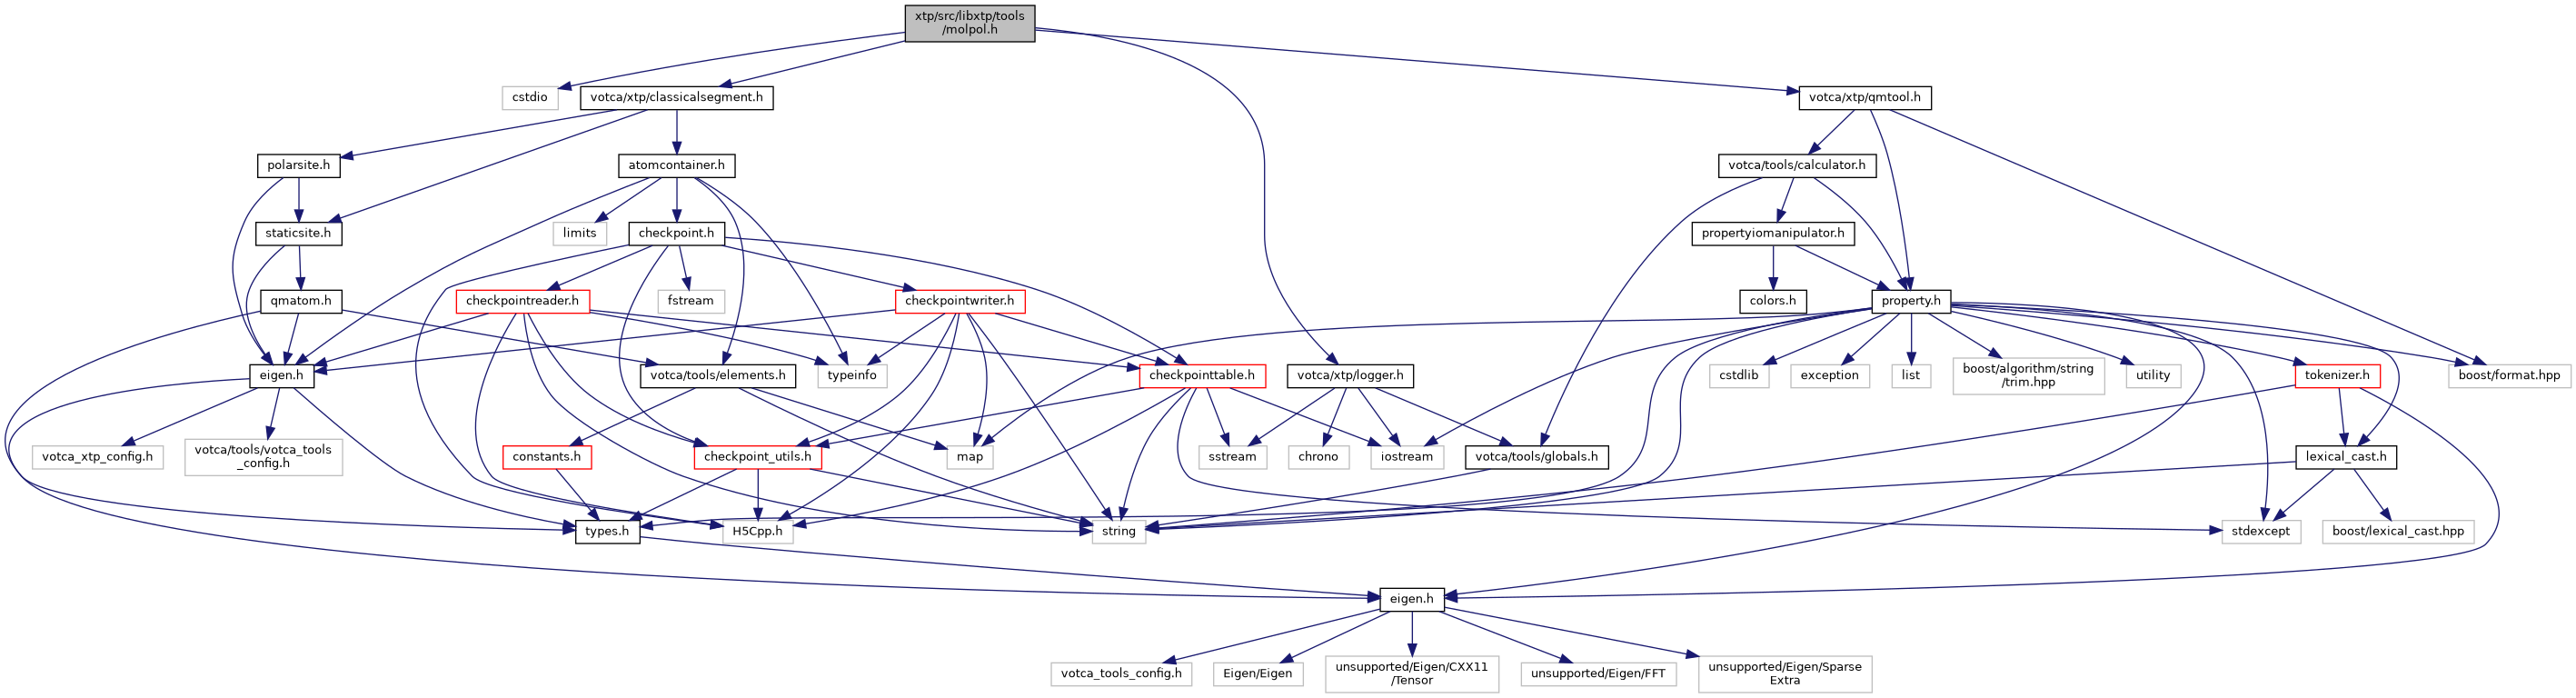 xtp/src/libxtp/tools
/molpol.h
cstdio
votca/xtp/classicalsegment.h
votca/xtp/qmtool.h
polarsite.h
atomcontainer.h
votca/tools/calculator.h
staticsite.h
limits
checkpoint.h
propertyiomanipulator.h
qmatom.h
checkpointreader.h
fstream
checkpointwriter.h
colors.h
property.h
eigen.h
votca/tools/elements.h
typeinfo
checkpointtable.h
votca/xtp/logger.h
cstdlib
exception
list
boost/algorithm/string
/trim.hpp
utility
tokenizer.h
boost/format.hpp
votca_xtp_config.h
votca/tools/votca_tools
_config.h
constants.h
checkpoint_utils.h
map
sstream
chrono
iostream
votca/tools/globals.h
lexical_cast.h
types.h
H5Cpp.h
string
stdexcept
boost/lexical_cast.hpp
eigen.h
votca_tools_config.h
Eigen/Eigen
unsupported/Eigen/CXX11
/Tensor
unsupported/Eigen/FFT
unsupported/Eigen/Sparse
Extra